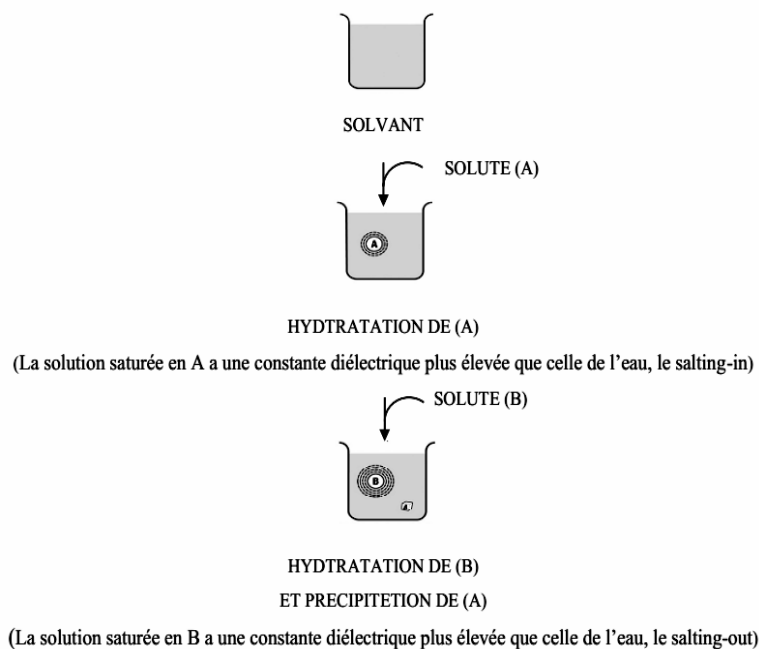 SOLVANT
SOLUTE (A)
A
HYDTRATATION DE (A)
(La solution saturée en A a une constante diélectrique plus élevée que celle de l'eau, le salting-in)
SOLUTE (B)
B
HYDTRATATION DE (B)
ET PRECIPITETION DE (A)
(La solution saturée en B a une constante diélectrique plus élevée que celle de l'eau, le salting-out)